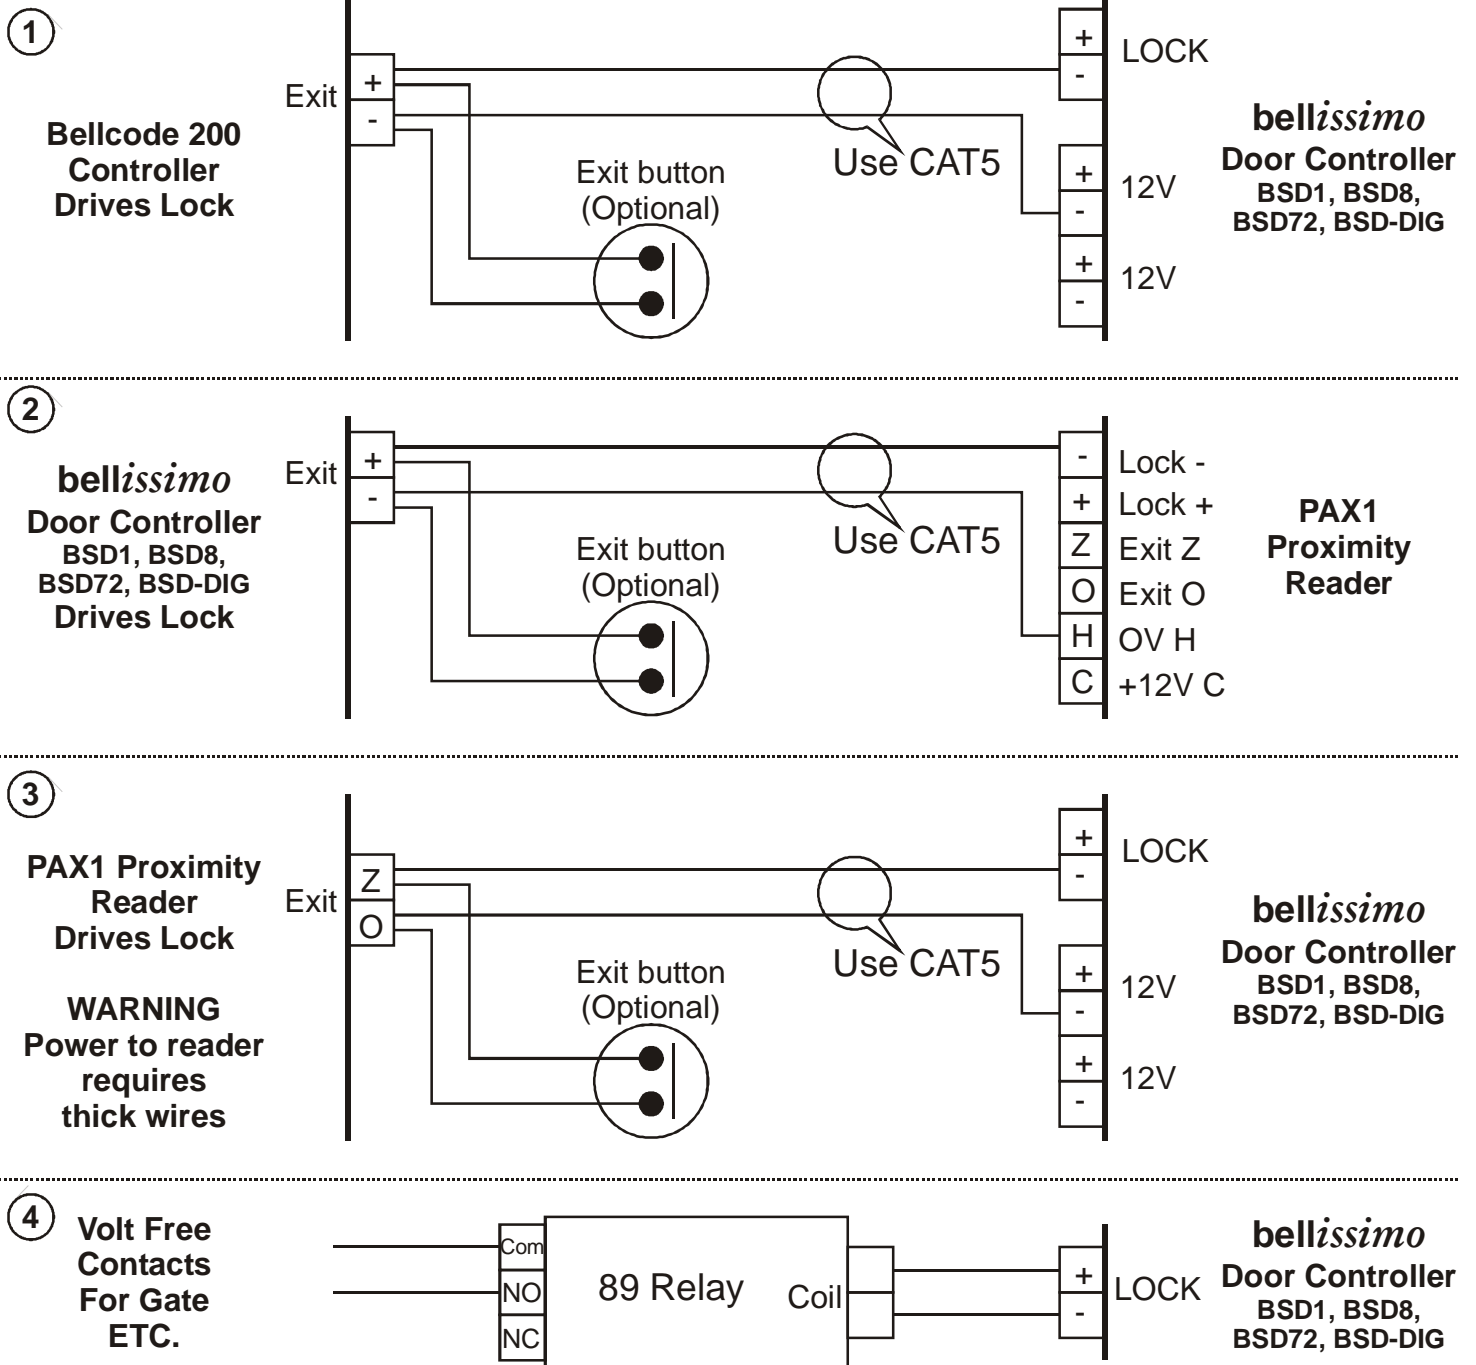 1
Bellcode 200
Controller
Drives Lock
Exit
+
-
Exit button
(Optional)
Use CAT5
+
-
LOCK
+
-
12V
+
-
12V
bellissimo
Door Controller
BSD1, BSD8,
BSD72, BSD-DIG
2
bellissimo
Door Controller
BSD1, BSD8,
BSD72, BSD-DIG
Drives Lock
Exit
+
-
Exit button
(Optional)
Use CAT5
- Lock -
+ Lock +
Z Exit Z
O Exit O
H OV H
C +12V C
PAX1
Proximity
Reader
3
PAX1 Proximity
Reader
Drives Lock
WARNING
Power to reader
requires
thick wires
Exit
Z
O
Exit button
(Optional)
Use CAT5
+
-
LOCK
+
-
12V
+
-
12V
bellissimo
Door Controller
BSD1, BSD8,
BSD72, BSD-DIG
4
Volt Free
Contacts
For Gate
ETC.
Com
NO
NC
89 Relay
Coil
+
-
LOCK
bellissimo
Door Controller
BSD1, BSD8,
BSD72, BSD-DIG